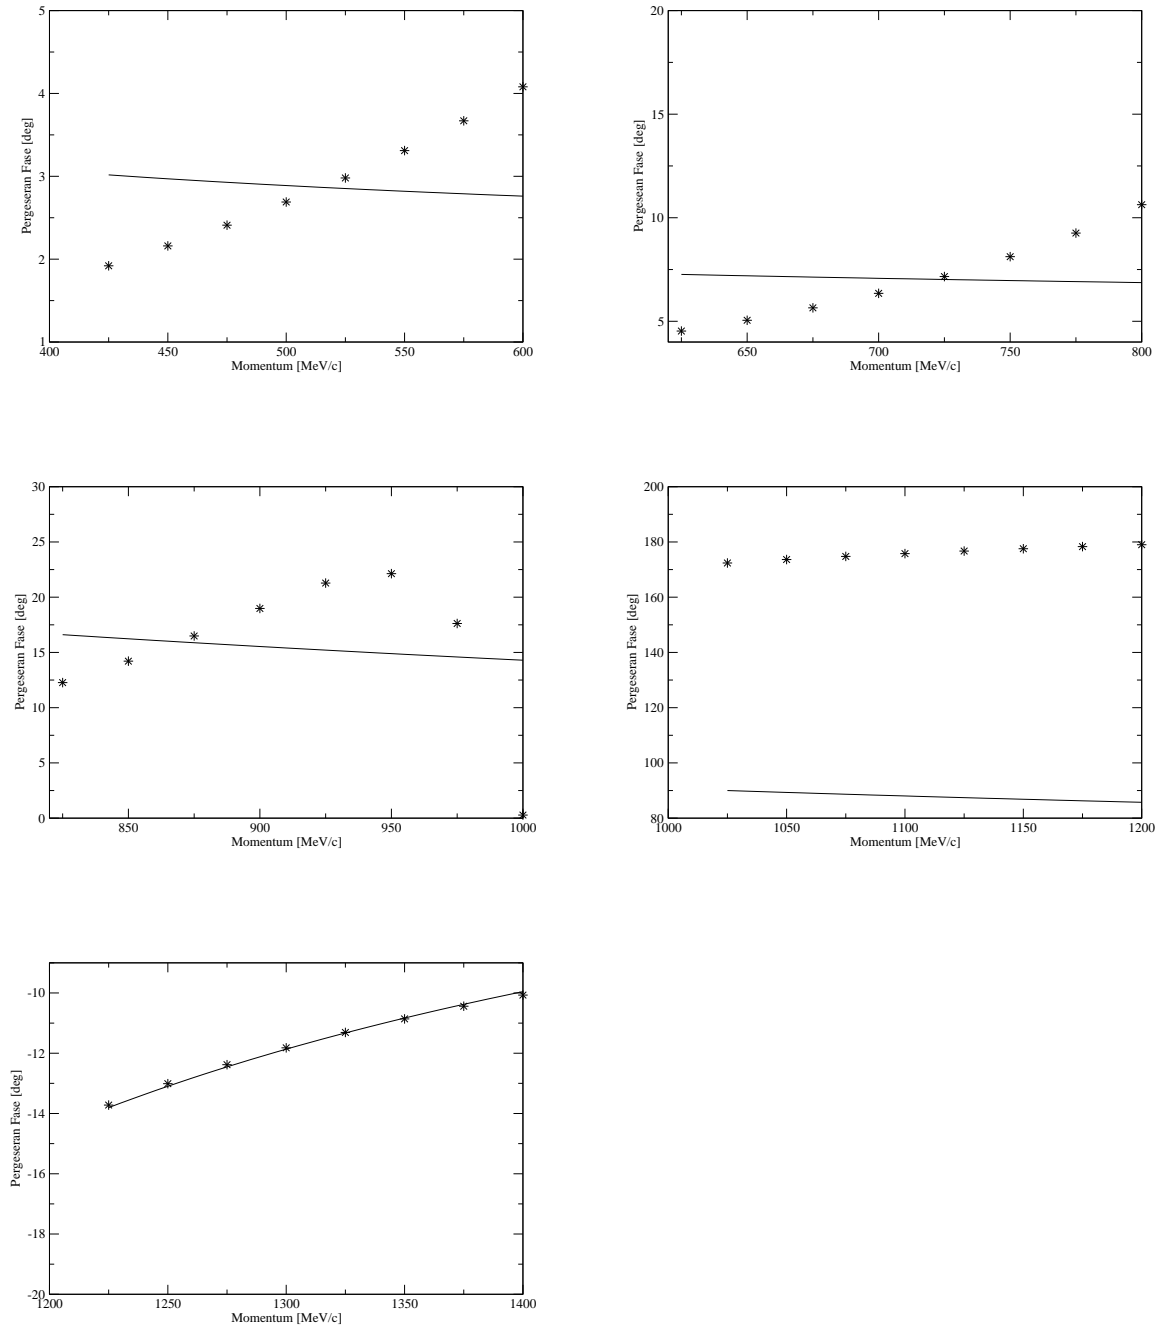 5
4
3
2
1
Pergeseran Fase [deg]
400 450 500 550 600
Momentum [MeV/c]
20
15
10
5
Pergesean Fase [deg]
650 700 750 800
Momentum [MeV/c]
30
25
20
15
10
5
0
Pergeseran Fase [deg]
850 900 950 1000
Momentum [MeV/c]
200
180
160
140
120
100
80
Pergeseran Fase [deg]
1000 1050 1100 1150 1200
Momentum [MeV/c]
-10
-12
-14
-16
-18
-20
Pergeseran Fase [deg]
1200 1250 1300 1350 1400
Momentum [MeV/c]